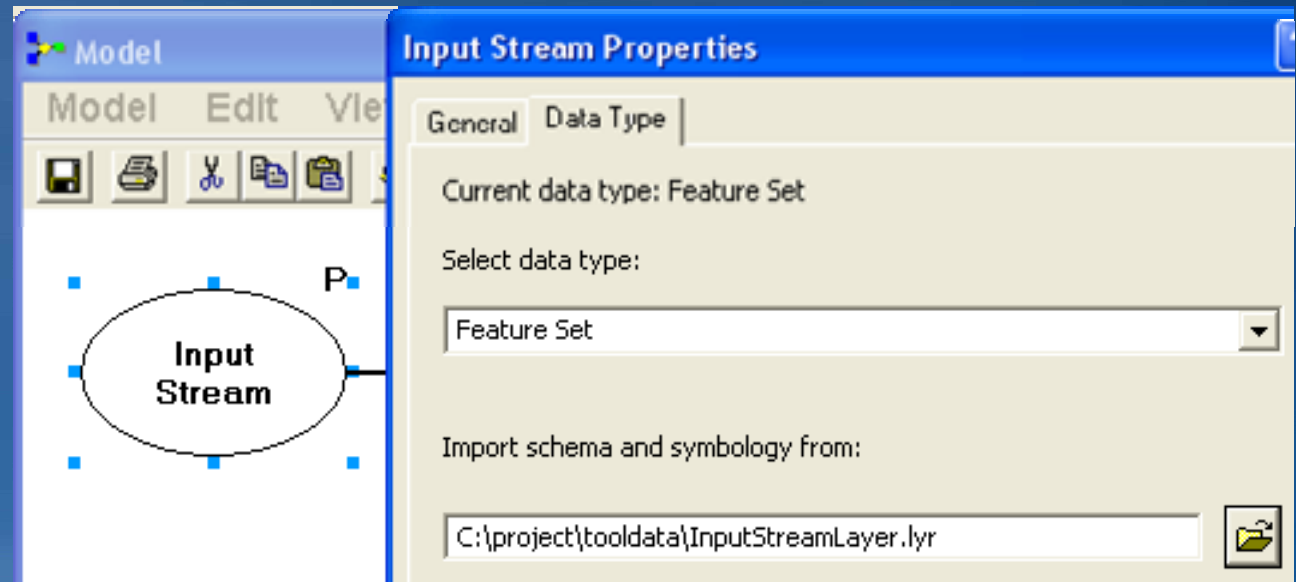 Model
Model Edit Vie
P
Input
Stream
Input Stream Properties
General Data Type
Current data type: Feature Set
Select data type:
Feature Set
Import schema and symbology from:
C:\project\tooldata\InputStreamLayer.lyr